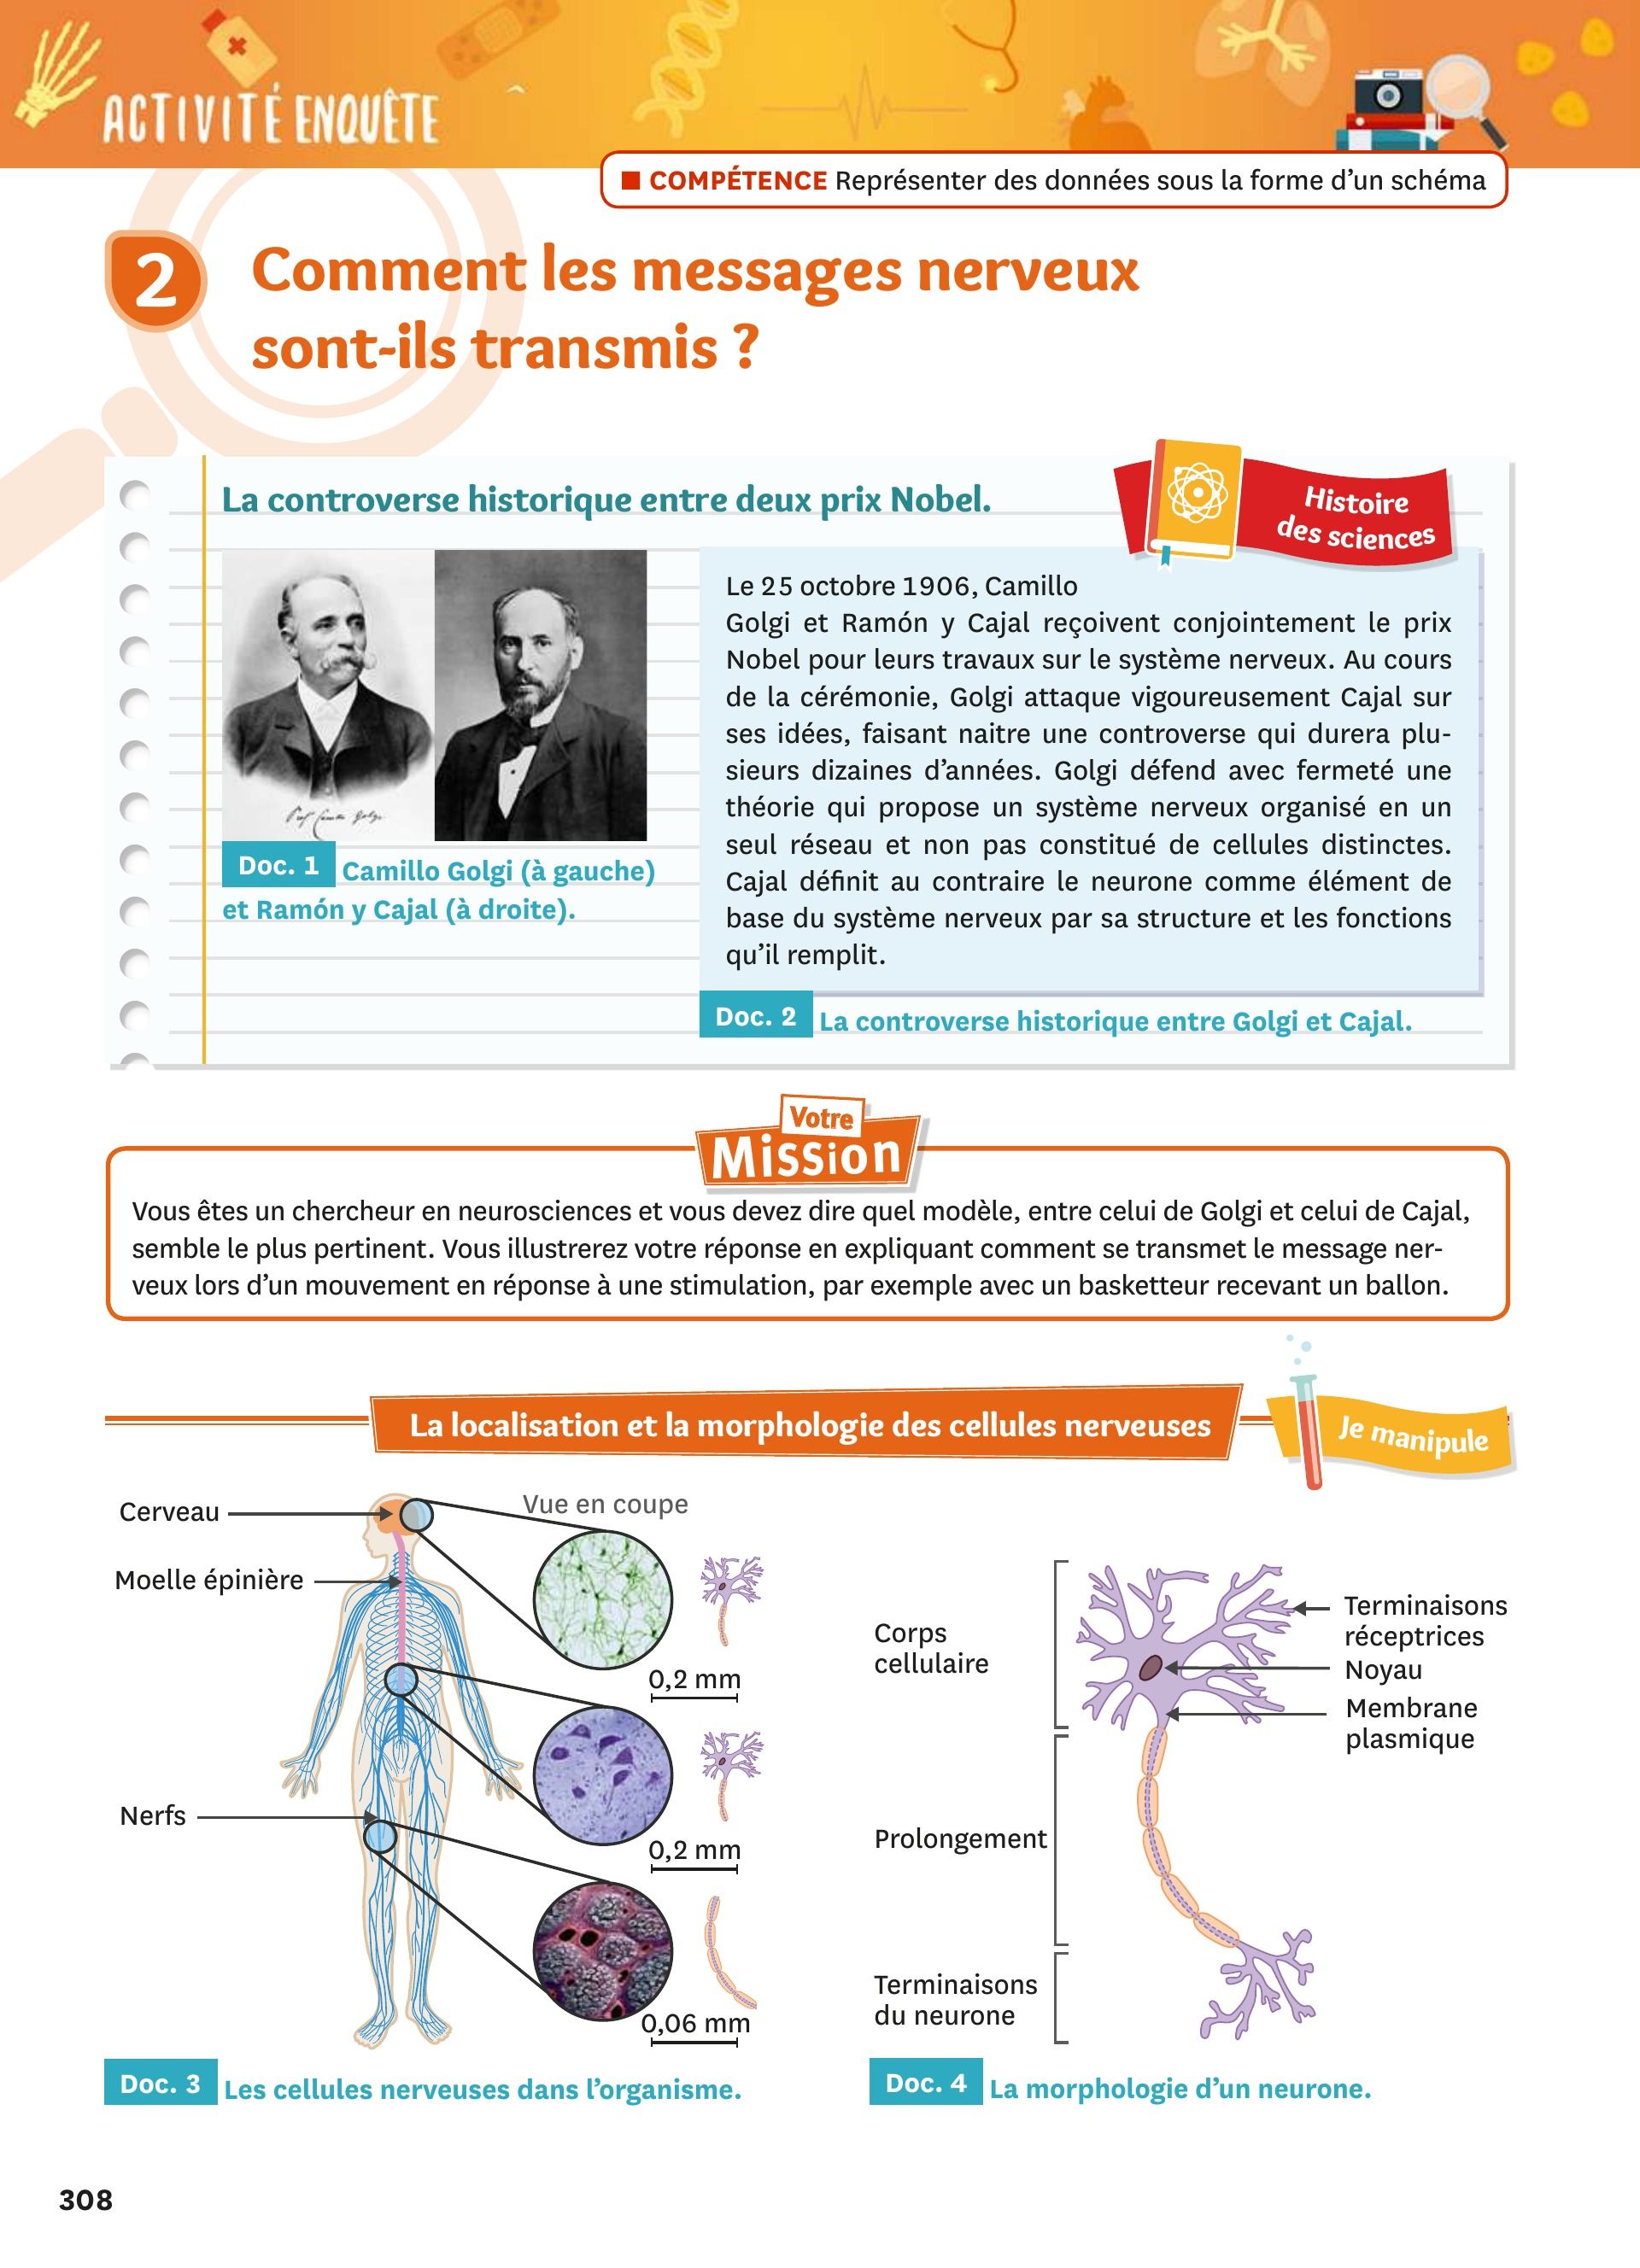 ACTIVITÉ ENQUÊTE
■ COMPÉTENCE Représenter des données sous la forme d'un schéma
2
Comment les messages nerveux
sont-ils transmis ?
La controverse historique entre deux prix Nobel.
Histoire
des sciences
Doc. 1 Camillo Golgi (à gauche)
et Ramón y Cajal (à droite).
Le 25 octobre 1906, Camillo
Golgi et Ramón y Cajal reçoivent conjointement le prix
Nobel pour leurs travaux sur le système nerveux. Au cours
de la cérémonie, Golgi attaque vigoureusement Cajal sur
ses idées, faisant naitre une controverse qui durera plu-
sieurs dizaines d'années. Golgi défend avec fermeté une
théorie qui propose un système nerveux organisé en un
seul réseau et non pas constitué de cellules distinctes.
Cajal définit au contraire le neurone comme élément de
base du système nerveux par sa structure et les fonctions
qu'il remplit.
Doc. 2 La controverse historique entre Golgi et Cajal.
Votre
Mission
Vous êtes un chercheur en neurosciences et vous devez dire quel modèle, entre celui de Golgi et celui de Cajal,
semble le plus pertinent. Vous illustrerez votre réponse en expliquant comment se transmet le message ner-
veux lors d'un mouvement en réponse à une stimulation, par exemple avec un basketteur recevant un ballon.
La localisation et la morphologie des cellules nerveuses
Je manipule
Cerveau
Vue en coupe
Moelle épinière
0,2 mm
0,2 mm
Nerfs
0,06 mm
Doc. 3 Les cellules nerveuses dans l'organisme.
Corps
cellulaire
Terminaisons
réceptrices
Noyau
Membrane
plasmique
Prolongement
Terminaisons
du neurone
Doc. 4 La morphologie d'un neurone.
308